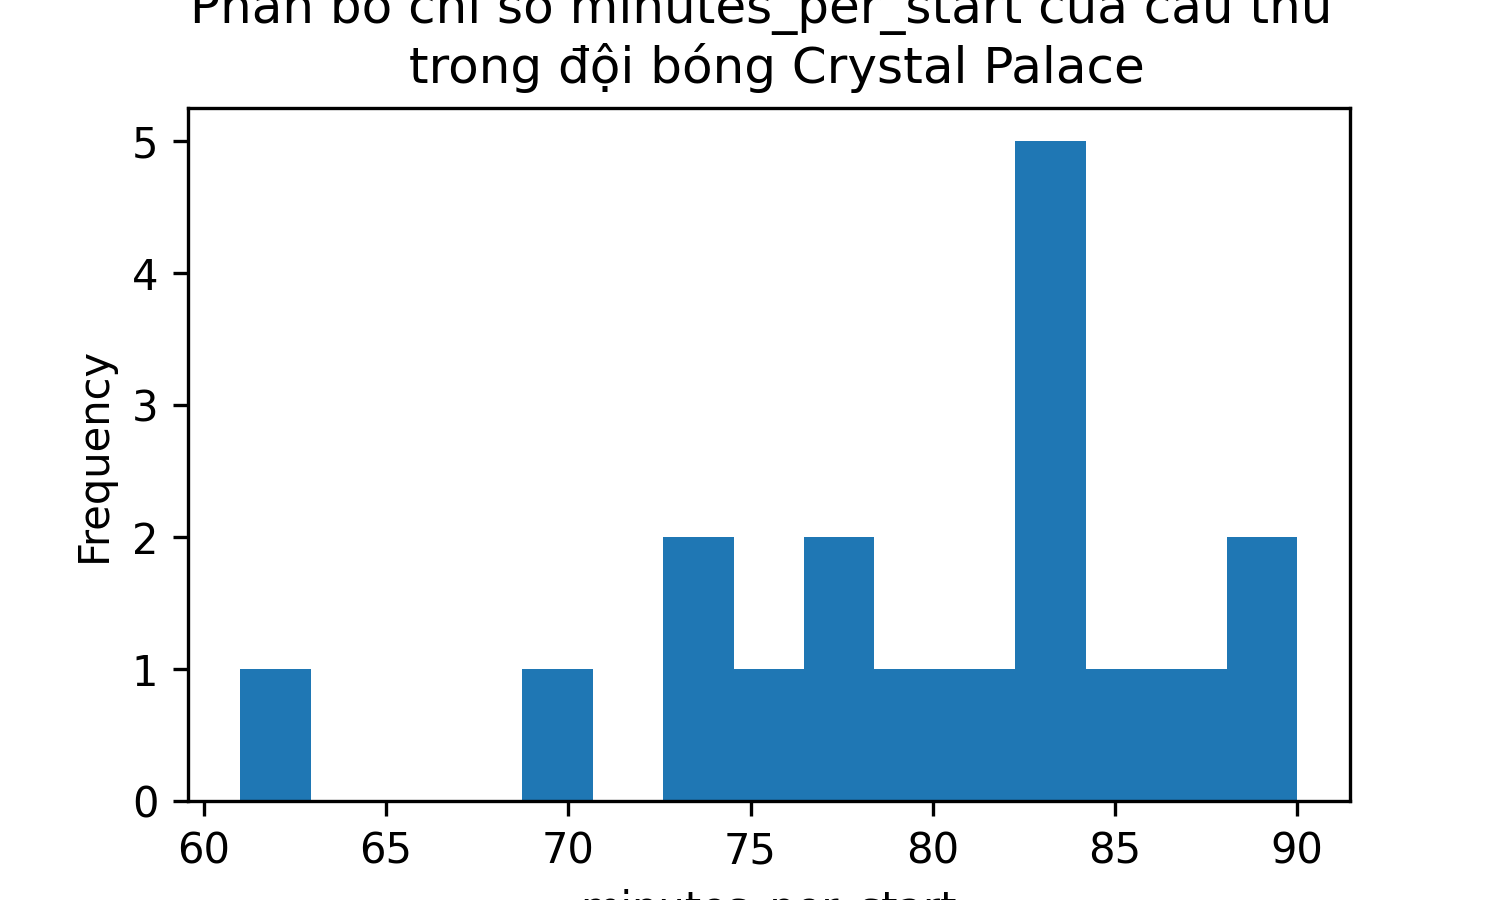 Phân bố chỉ số minutes_per_start của cầu thủ
trong đội bóng Crystal Palace
5
4
3
2
1
0
Frequency
60 65 70 75 80 85 90
minutes_per_start